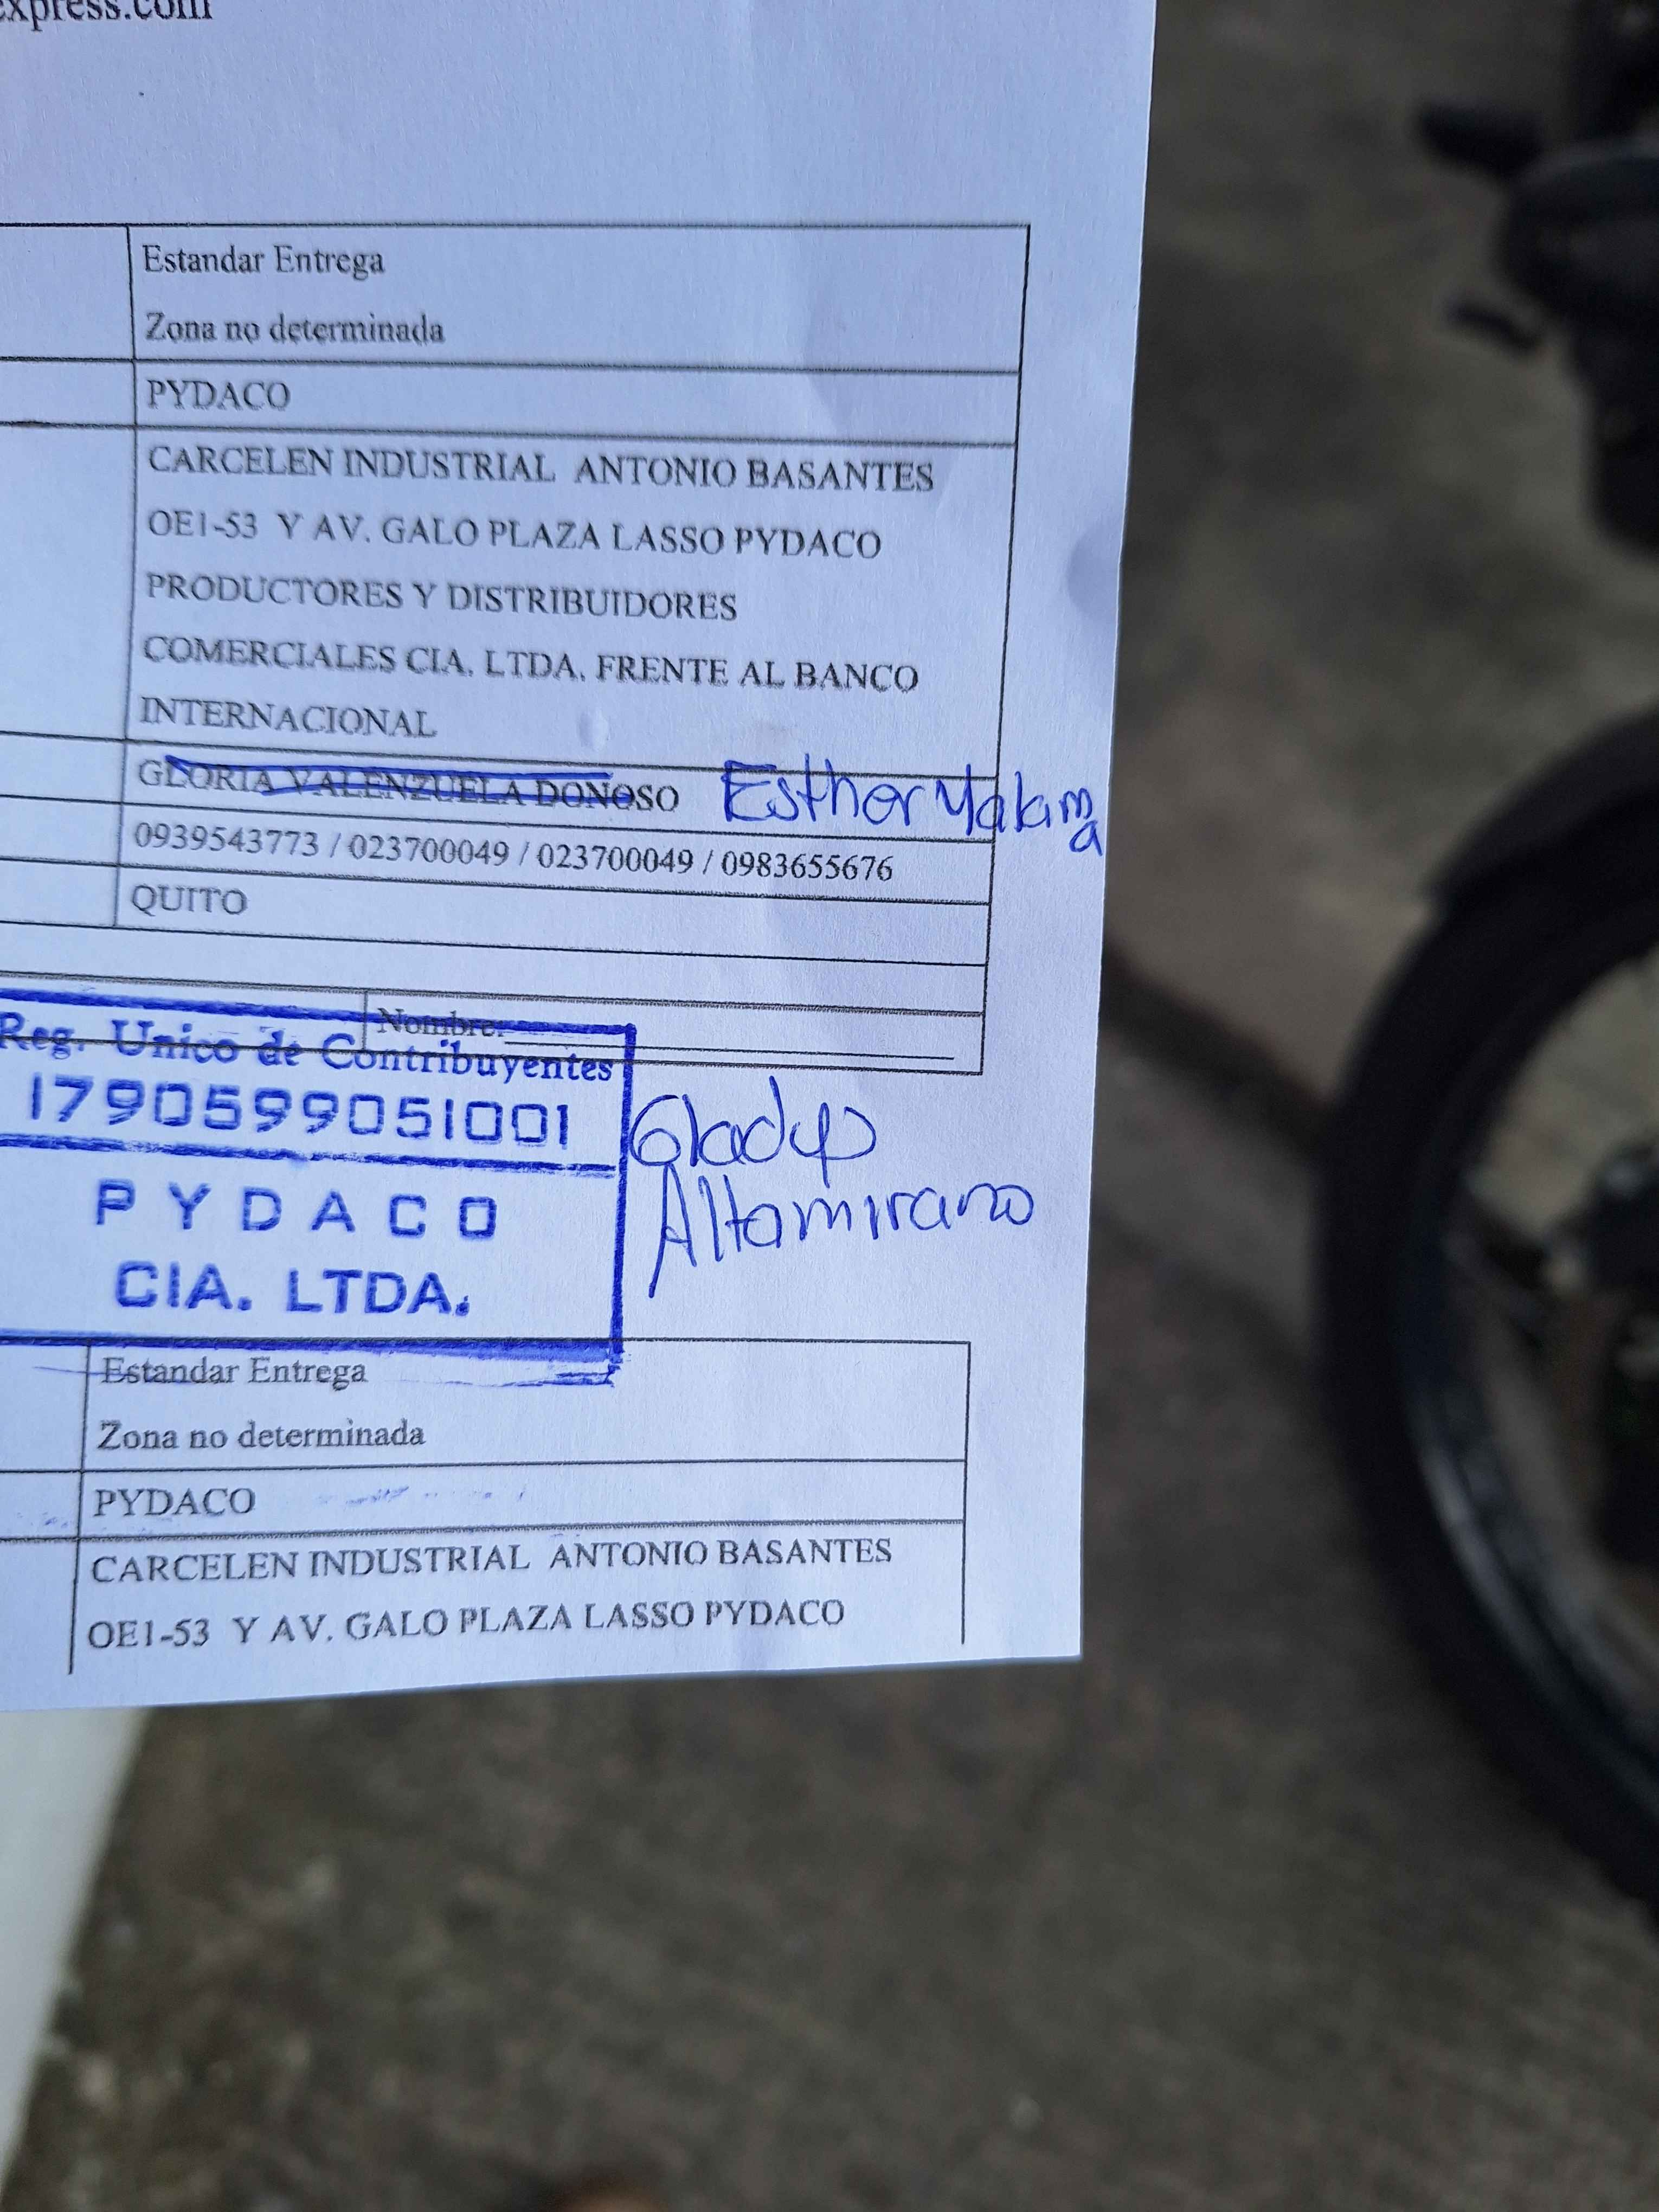 express.com
Estandar Entrega
Zona no determinada
PYDACO
CARCELEN INDUSTRIAL ANTONIO BASANTES
OE1-53 Y AV. GALO PLAZA LASSO PYDACO
PRODUCTORES Y DISTRIBUIDORES
COMERCIALES CIA. LTDA. FRENTE AL BANCO
INTERNACIONAL
GLORIA VALENZUELA DONOSO Esther Malama
0939543773 / 023700049 / 023700049 / 0983655676
QUITO
Nombre:
Reg. Unico de Contribuyentes
1790599051001
PYDACO
CIA. LTDA.
Gladys
Altamirano
Estandar Entrega
Zona no determinada
PYDACO
CARCELEN INDUSTRIAL ANTONIO BASANTES
OE1-53 Y AV. GALO PLAZA LASSO PYDACO